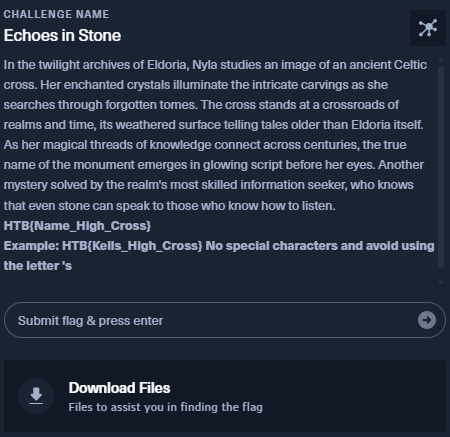 CHALLENGE NAME
Echoes in Stone
In the twilight archives of Eldoria, Nyla studies an image of an ancient Celtic
cross. Her enchanted crystals illuminate the intricate carvings as she
searches through forgotten tomes. The cross stands at a crossroads of
realms and time, its weathered surface telling tales older than Eldoria itself.
As her magical threads of knowledge connect across centuries, the true
name of the monument emerges in glowing script before her eyes. Another
mystery solved by the realm's most skilled information seeker, who knows
that even stone can speak to those who know how to listen.
HTB{Name_High_Cross}
Example: HTB{Kells_High_Cross} No special characters and avoid using
the letter 's
Submit flag & press enter
Download Files
Files to assist you in finding the flag